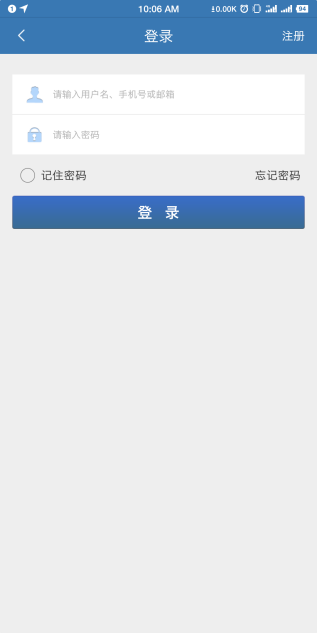 10:06 AM 0.00K 94
登录 注册
请输入用户名、手机号或邮箱
请输入密码
记住密码 忘记密码
登 录